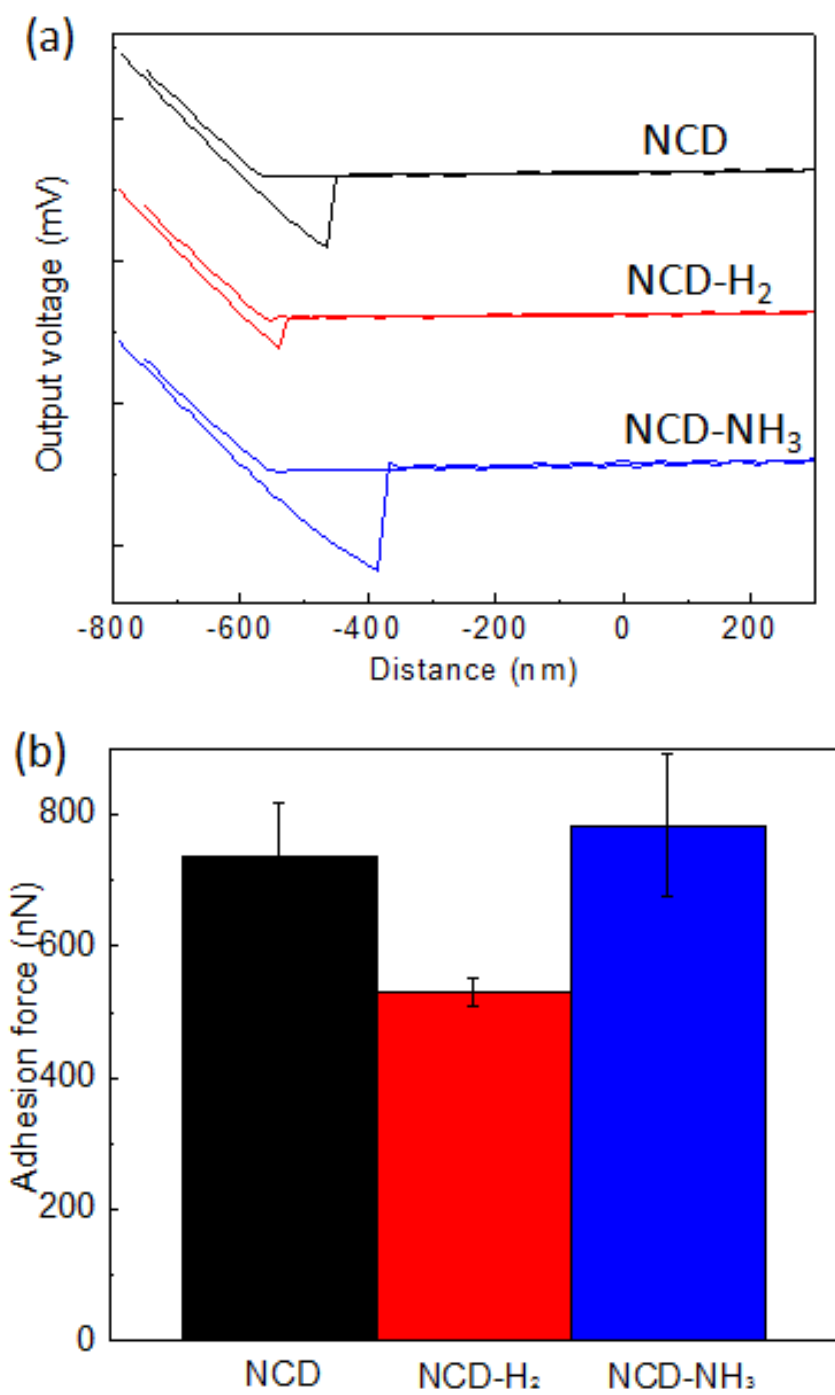 (a)
NCD
NCD-H₂
NCD-NH₃
Output voltage (mV)
-800 -600 -400 -200 0 200
Distance (nm)
(b)
800
600
400
200
0
Adhesion force (nN)
NCD NCD-H₂ NCD-NH₃